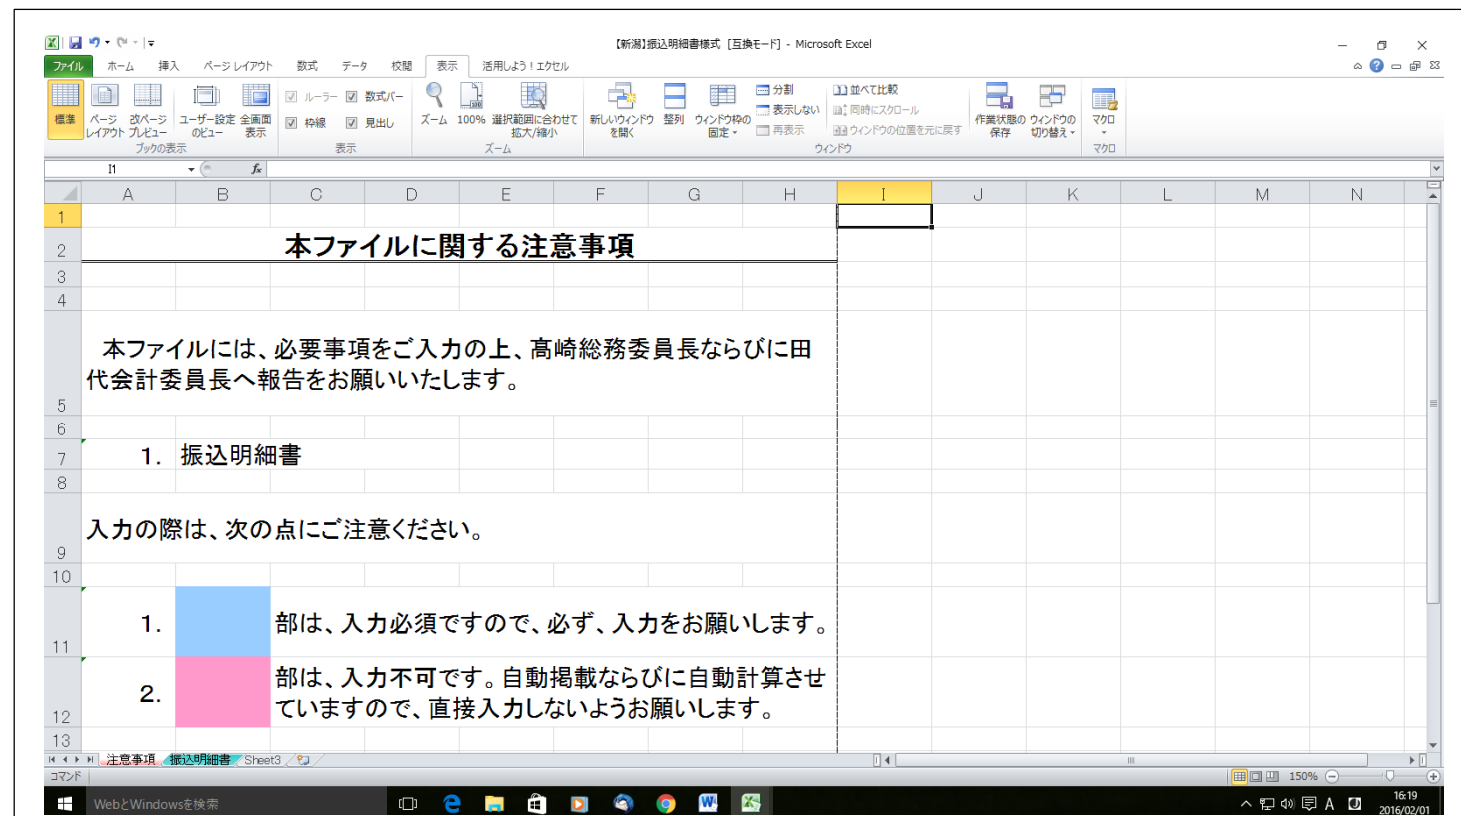 【新潟】振込明細書様式 [互換モード] - Microsoft Excel
ファイル ホーム 挿入 ページ レイアウト 数式 データ 校閲 表示 活用しよう！エクセル
標準 ページ レイアウト 改ページ プレビュー ユーザー設定のビュー 全画面表示
ブックの表示
ルーラー 数式バー
枠線 見出し
表示
ズーム 100% 選択範囲に合わせて拡大/縮小
ズーム
新しいウィンドウを開く 整列 ウィンドウ枠の固定
分割
表示しない
再表示
並べて比較
同時にスクロール
ウィンドウの位置を元に戻す
作業状態の保存 ウィンドウの切り替え
ウィンドウ
マクロ
マクロ
I1 fx
A B C D E F G H I J K L M N
1
2 本ファイルに関する注意事項
3
4
本ファイルには、必要事項をご入力の上、髙崎総務委員長ならびに田
代会計委員長へ報告をお願いいたします。
5
6
7 1. 振込明細書
8
入力の際は、次の点にご注意ください。
9
10
1. 部は、入力必須ですので、必ず、入力をお願いします。
11
部は、入力不可です。自動掲載ならびに自動計算させ
2. ていますので、直接入力しないようお願いします。
12
13
注意事項 振込明細書 Sheet3
コマンド 150%
WebとWindowsを検索 A 16:19
2016/02/01